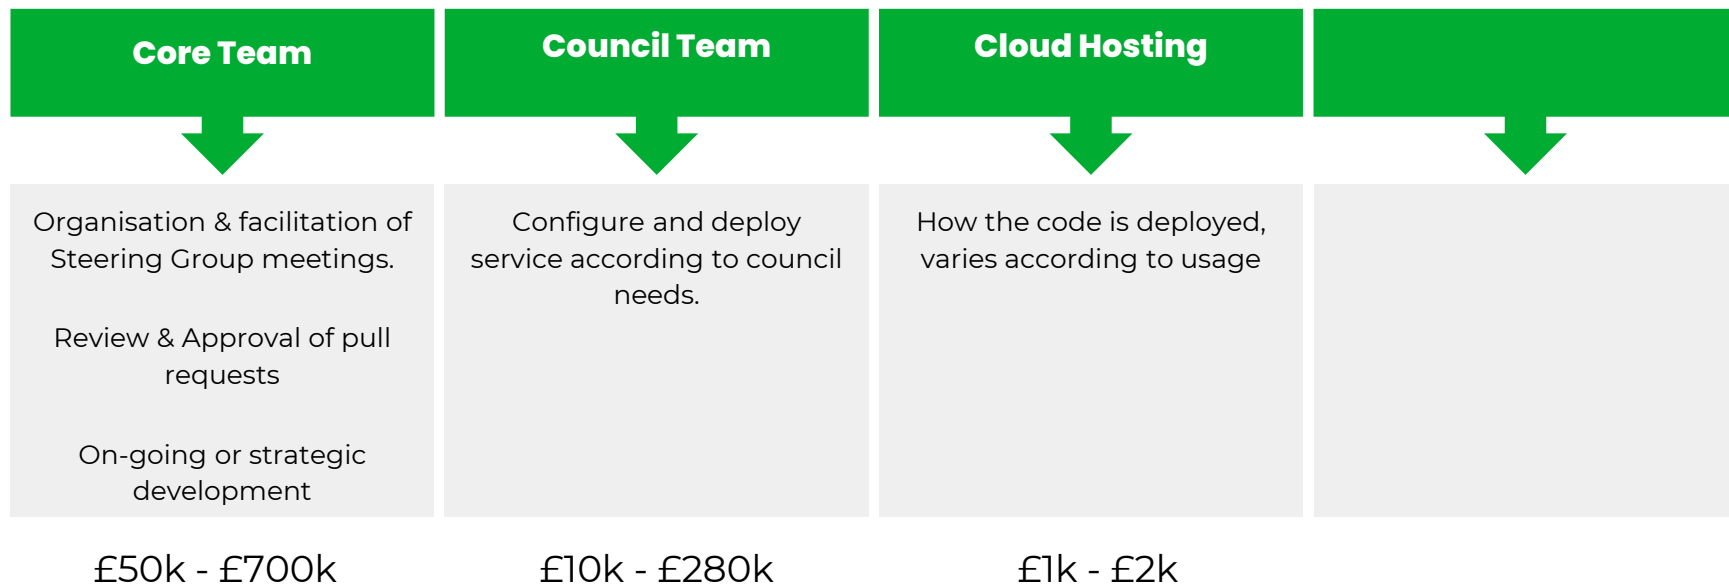 Core Team
Council Team
Cloud Hosting
Organisation & facilitation of
Steering Group meetings.
Review & Approval of pull
requests
On-going or strategic
development
Configure and deploy
service according to council
needs.
How the code is deployed,
varies according to usage
£50k - £700k
£10k - £280k
£1k - £2k